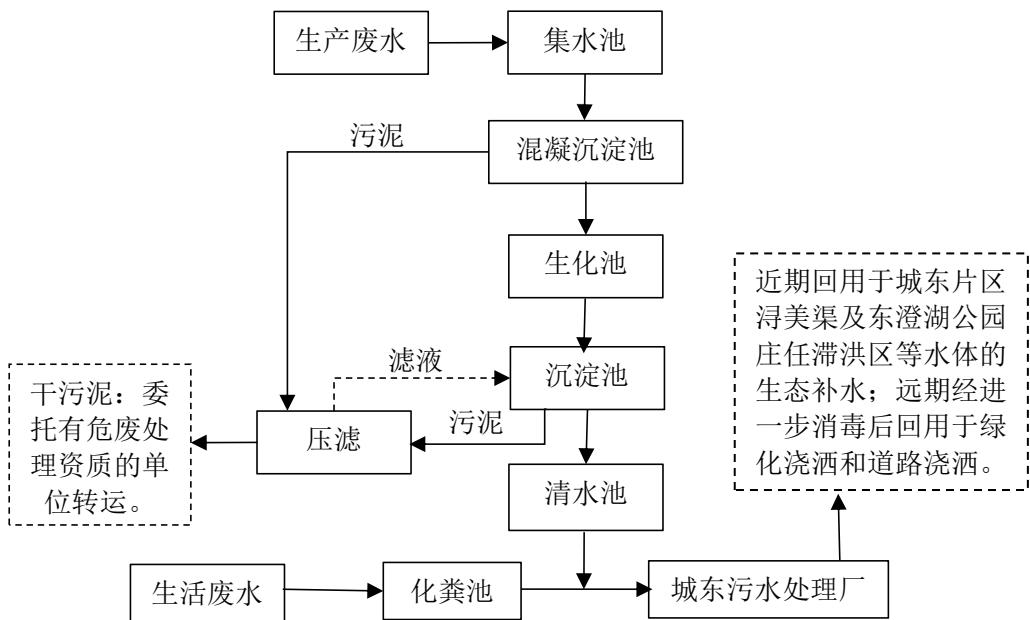 生产废水
集水池
污泥
混凝沉淀池
生化池
近期回用于城东片区
浔美渠及东澄湖公园
庄任滞洪区等水体的
生态补水；远期经进
一步消毒后回用于绿
化浇洒和道路浇洒。
滤液
沉淀池
干污泥：委
托有危废处
理资质的单
位转运。
压滤
污泥
清水池
生活废水
化粪池
城东污水处理厂